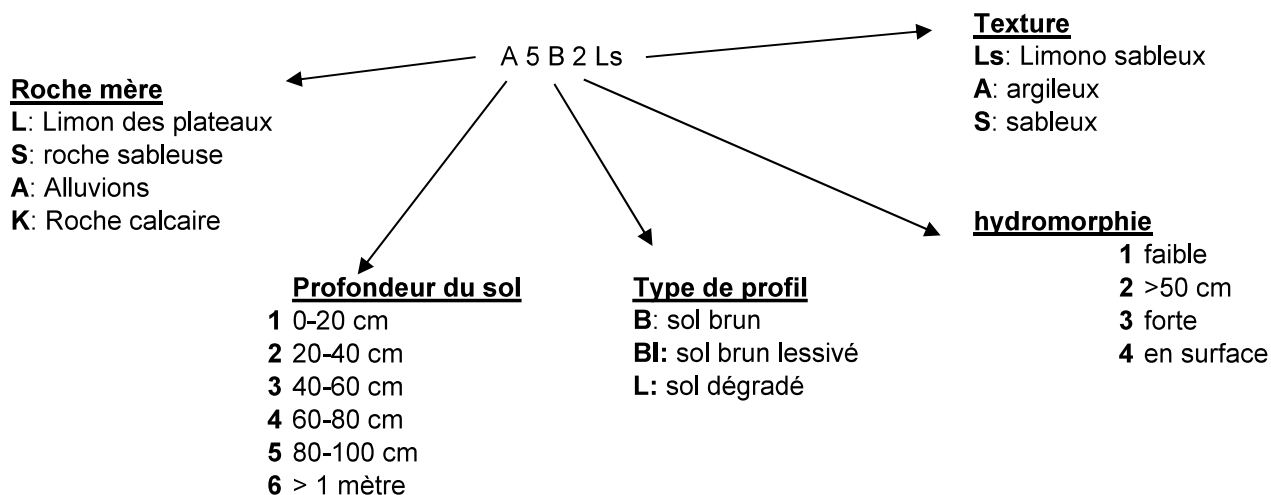 A 5 B 2 Ls
Roche mère
L: Limon des plateaux
S: roche sableuse
A: Alluvions
K: Roche calcaire
Profondeur du sol
1 0-20 cm
2 20-40 cm
3 40-60 cm
4 60-80 cm
5 80-100 cm
6 > 1 mètre
Type de profil
B: sol brun
Bl: sol brun lessivé
L: sol dégradé
hydromorphie
1 faible
2 >50 cm
3 forte
4 en surface
Texture
Ls: Limono sableux
A: argileux
S: sableux